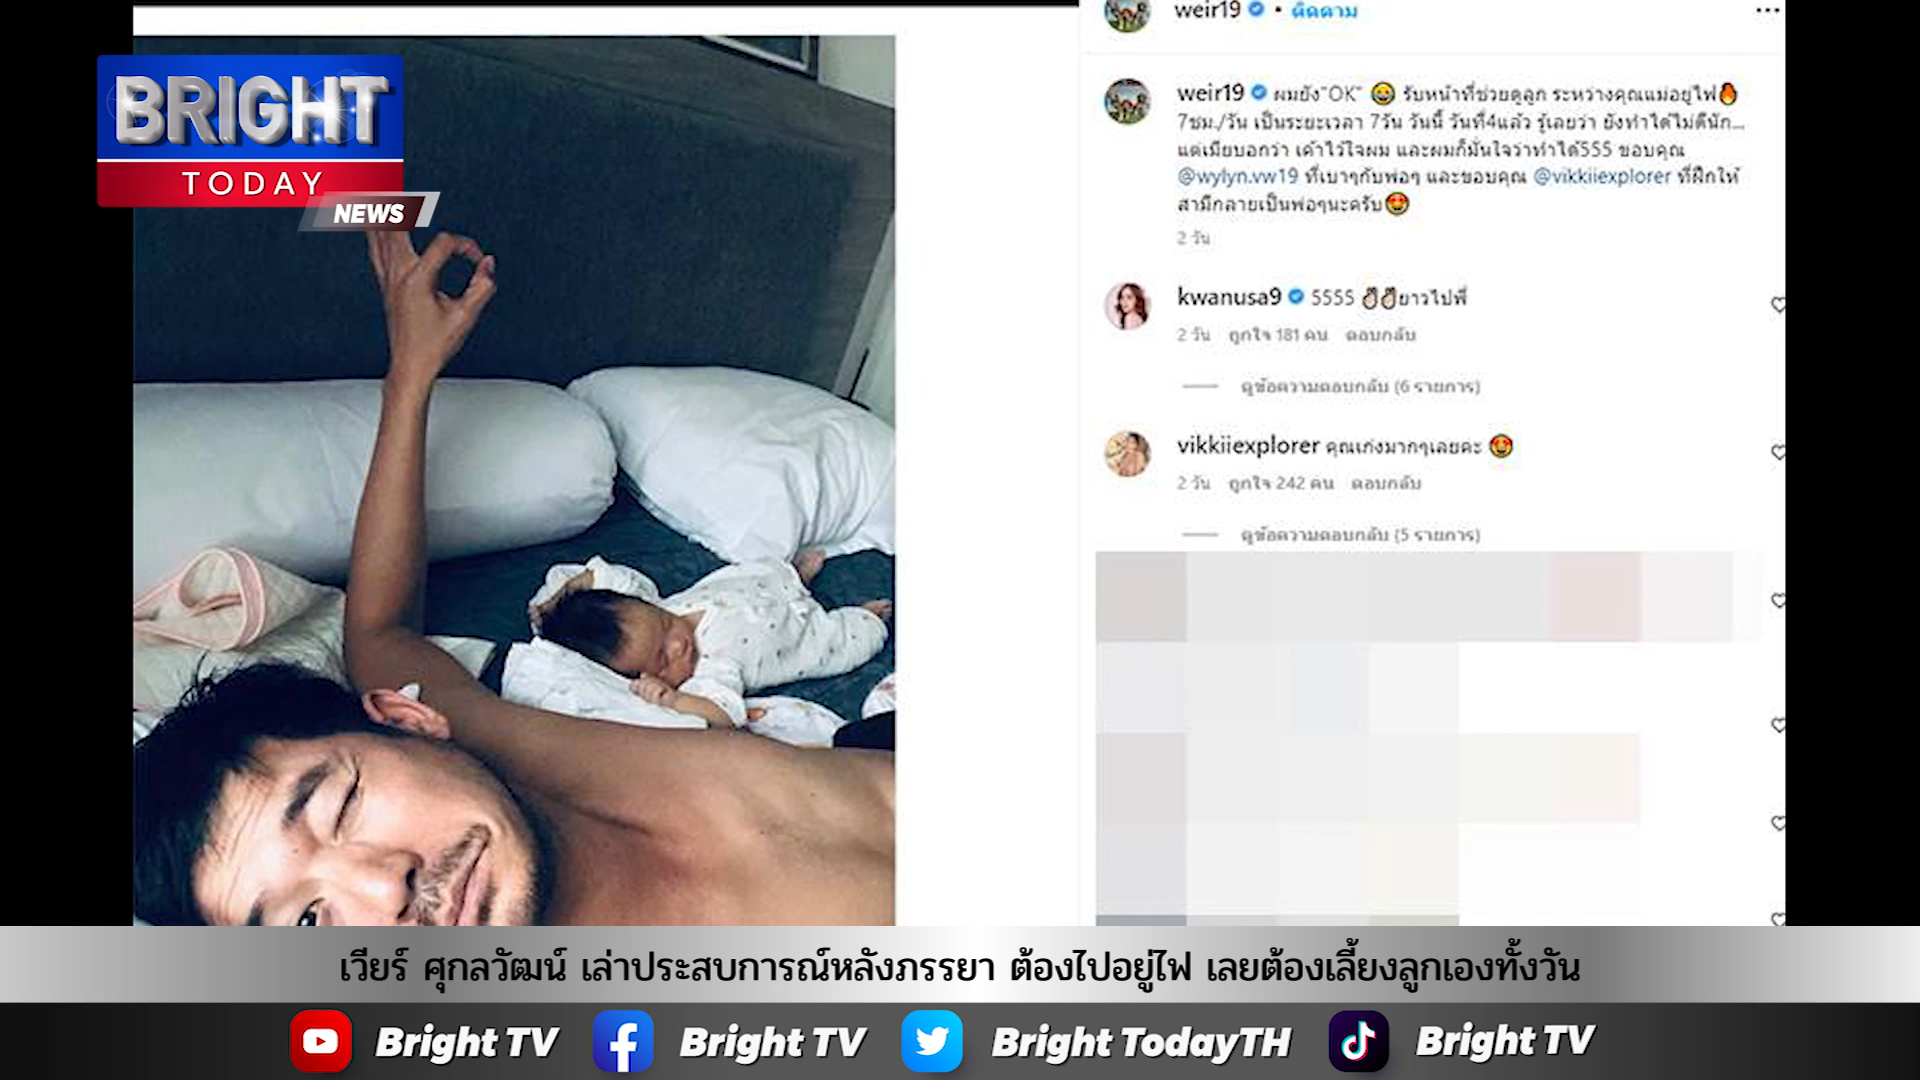 weir19 • ติดตาม
BRIGHT
TODAY
NEWS
weir19 ผมยัง"OK" 😂 รับหน้าที่ช่วยดูลูก ระหว่างคุณแม่อยู่ไฟ🔥
7ชม./วัน เป็นระยะเวลา 7วัน วันนี้ วันที่4แล้ว รู้เลยว่า ยังทำได้ไม่ดีนัก...
แต่เมียบอกว่า เค้าไว้ใจผม และผมก็มั่นใจว่าทำได้555 ขอบคุณ
@wylyn.vw19 ที่เบาๆกับพ่อๆ และขอบคุณ @vikkiiexplorer ที่ฝึกให้
สามีกลายเป็นพ่อๆนะครับ🤩
2 วัน
kwanusa9 5555 👌👌ยาวไปพี่
2 วัน ถูกใจ 181 คน ตอบกลับ
ดูข้อความตอบกลับ (6 รายการ)
vikkiiexplorer คุณเก่งมากๆเลยคะ 🤩
2 วัน ถูกใจ 242 คน ตอบกลับ
ดูข้อความตอบกลับ (5 รายการ)
เวียร์ ศุกลวัฒน์ เล่าประสบการณ์หลังภรรยา ต้องไปอยู่ไฟ เลยต้องเลี้ยงลูกเองทั้งวัน
Bright TV Bright TV Bright TodayTH Bright TV